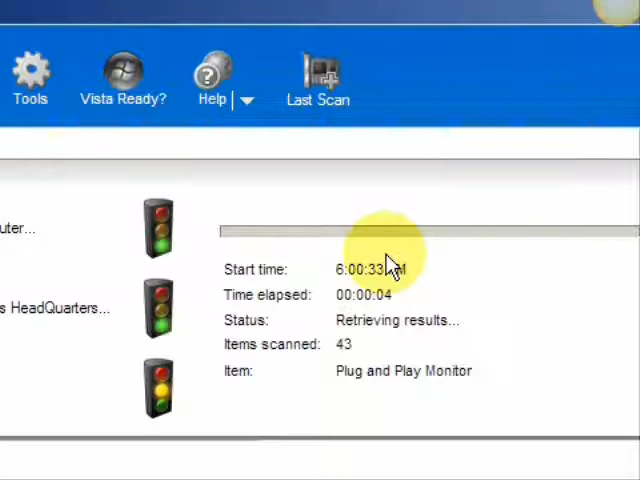 Tools Vista Ready? Help Last Scan
uter...
Start time: 6:00:33 M
Time elapsed: 00:00:04
s HeadQuarters...
Status: Retrieving results...
Items scanned: 43
Item: Plug and Play Monitor